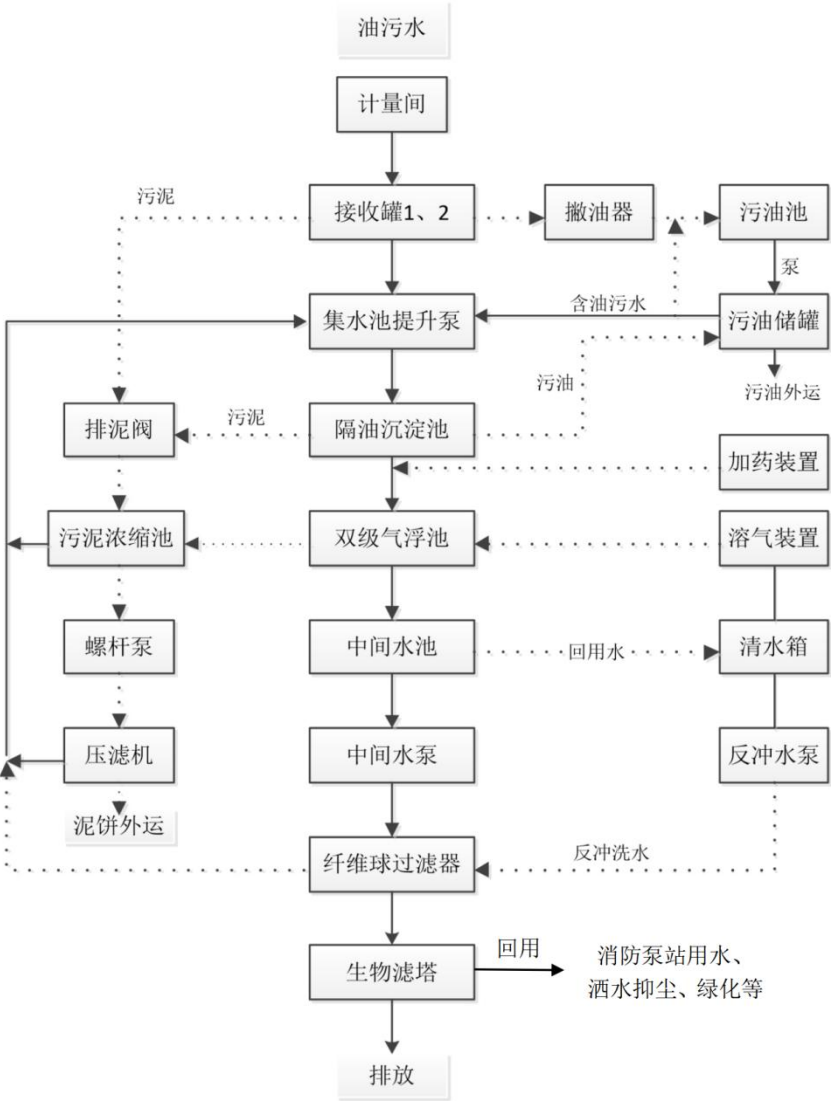 油污水
计量间
污泥
接收罐1、2
撇油器
污油池
泵
集水池提升泵
含油污水
污油储罐
污油
污油外运
排泥阀
污泥
隔油沉淀池
加药装置
污泥浓缩池
双级气浮池
溶气装置
螺杆泵
中间水池
回用水
清水箱
压滤机
中间水泵
反冲水泵
泥饼外运
纤维球过滤器
反冲洗水
生物滤塔
回用
消防泵站用水、
洒水抑尘、绿化等
排放